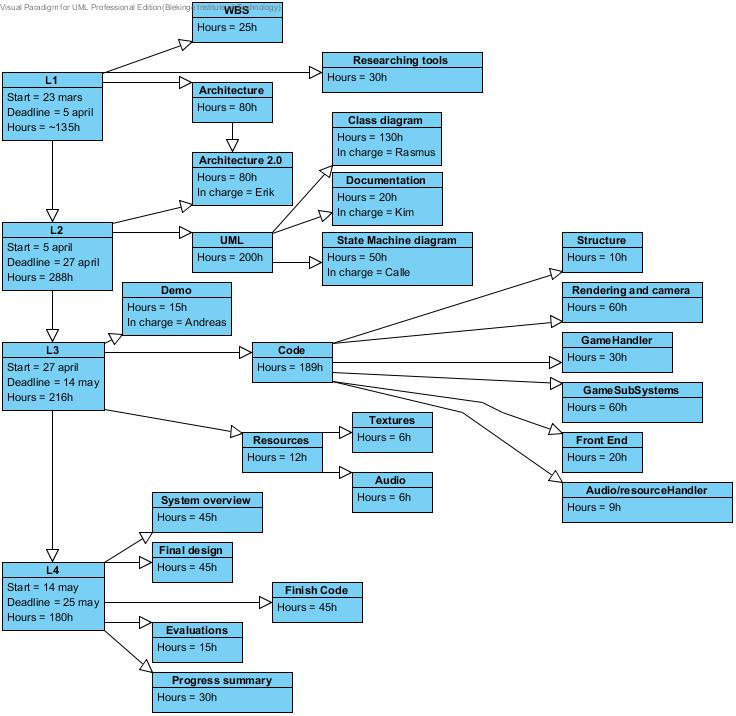 Visual Paradigm for UML Professional Edition(Blekinge Institute of Technology)
WBS
Hours = 25h
Researching tools
Hours = 30h
L1
Start = 23 mars
Deadline = 5 april
Hours = ~135h
Architecture
Hours = 80h
Class diagram
Hours = 130h
In charge = Rasmus
Architecture 2.0
Hours = 80h
In charge = Erik
Documentation
Hours = 20h
In charge = Kim
L2
Start = 5 april
Deadline = 27 april
Hours = 288h
UML
Hours = 200h
State Machine diagram
Hours = 50h
In charge = Calle
Structure
Hours = 10h
Demo
Hours = 15h
In charge = Andreas
Rendering and camera
Hours = 60h
L3
Start = 27 april
Deadline = 14 may
Hours = 216h
Code
Hours = 189h
GameHandler
Hours = 30h
GameSubSystems
Hours = 60h
Textures
Hours = 6h
Resources
Hours = 12h
Front End
Hours = 20h
Audio
Hours = 6h
Audio/resourceHandler
Hours = 9h
System overview
Hours = 45h
Final design
Hours = 45h
L4
Start = 14 may
Deadline = 25 may
Hours = 180h
Finish Code
Hours = 45h
Evaluations
Hours = 15h
Progress summary
Hours = 30h